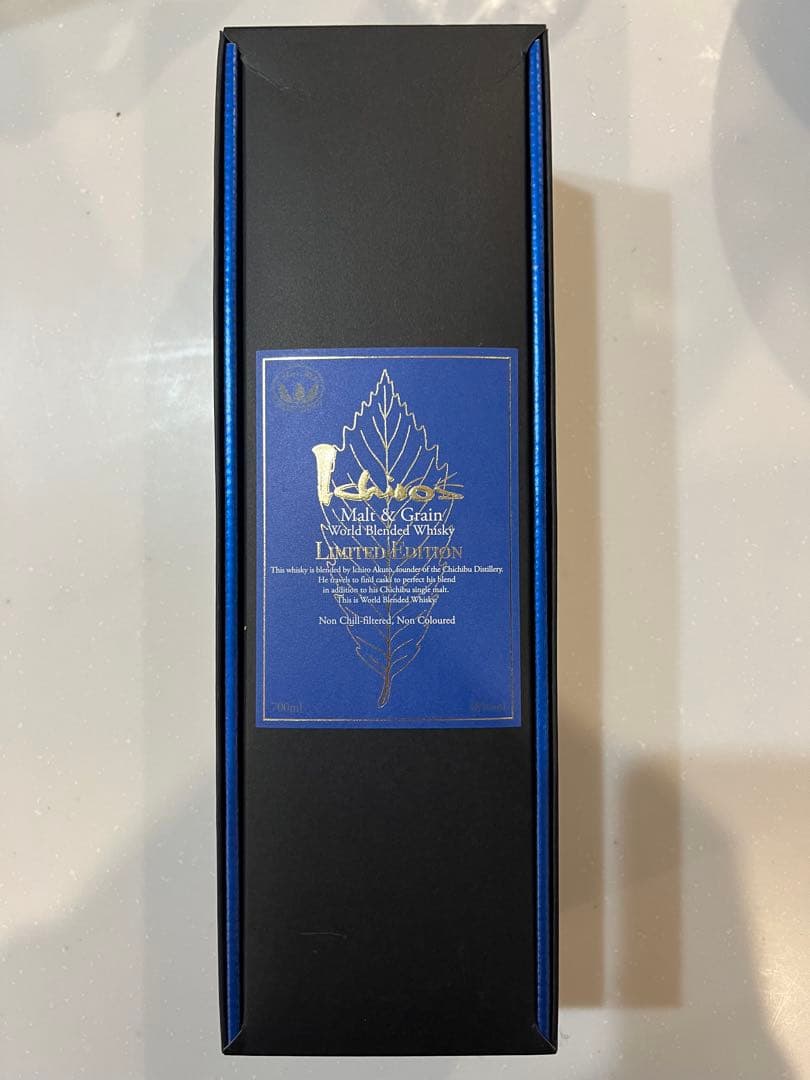 Ichiro's
Malt & Grain
World Blended Whisky
LIMITED EDITION
This whisky is blended by Ichiro Akuto, founder of the Chichibu Distillery.
He travels to find casks to perfect his blend
in addition to his Chichibu single malt.
This is World Blended Whisky.
Non Chill-filtered, Non Coloured
700ml